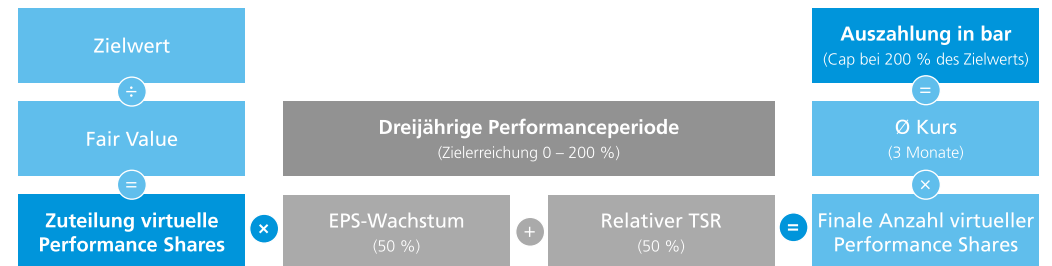 Zielwert
÷
Fair Value
=
Zuteilung virtuelle
Performance Shares
×
Dreijährige Performanceperiode
(Zielerreichung 0 – 200 %)
EPS-Wachstum
(50 %)
+
Relativer TSR
(50 %)
=
Auszahlung in bar
(Cap bei 200 % des Zielwerts)
=
Ø Kurs
(3 Monate)
×
Finale Anzahl virtueller
Performance Shares